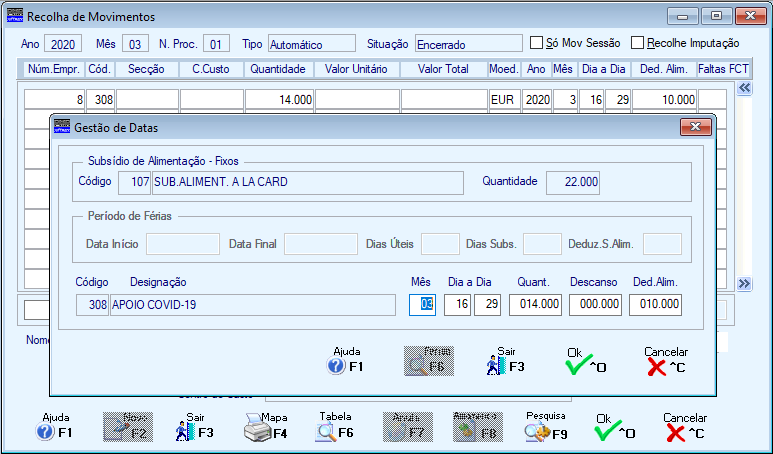 Recolha de Movimentos
Ano 2020 Mês 03 N. Proc. 01 Tipo Automático Situação Encerrado Só Mov Sessão Recolhe Imputação
Núm.Empr. Cód. Secção C.Custo Quantidade Valor Unitário Valor Total Moed. Ano Mês Dia a Dia Ded. Alim. Faltas FCT
8 308 14.000 EUR 2020 3 16 29 10.000
Gestão de Datas
Subsídio de Alimentação - Fixos
Código 107 SUB.ALIMENT. A LA CARD Quantidade 22.000
Período de Férias
Data Início Data Final Dias Úteis Dias Subs. Deduz.S.Alim.
Código Designação Mês Dia a Dia Quant. Descanso Ded.Alim.
308 APOIO COVID-19 03 16 29 014.000 000.000 010.000
Nome
Ajuda F1 F6 Sair F3 Ok ^O Cancelar ^C
Ajuda F1 Novo F2 Sair F3 Mapa F4 Tabela F6 Anula F7 F8 Pesquisa F9 Ok ^O Cancelar ^C